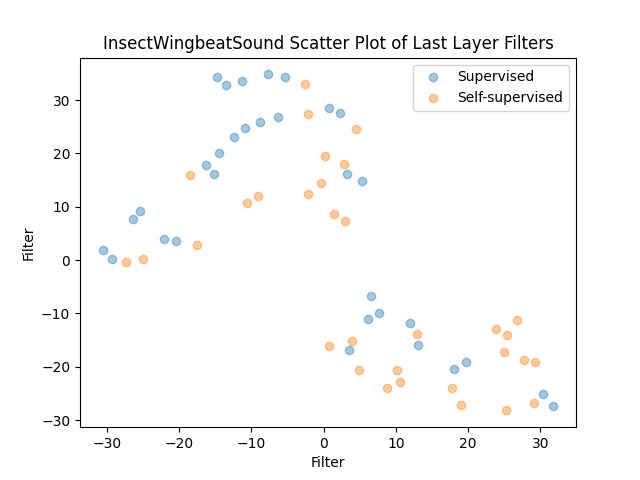 InsectWingbeatSound Scatter Plot of Last Layer Filters
Supervised
Self-supervised
30
20
10
0
−10
−20
−30
Filter
−30 −20 −10 0 10 20 30
Filter